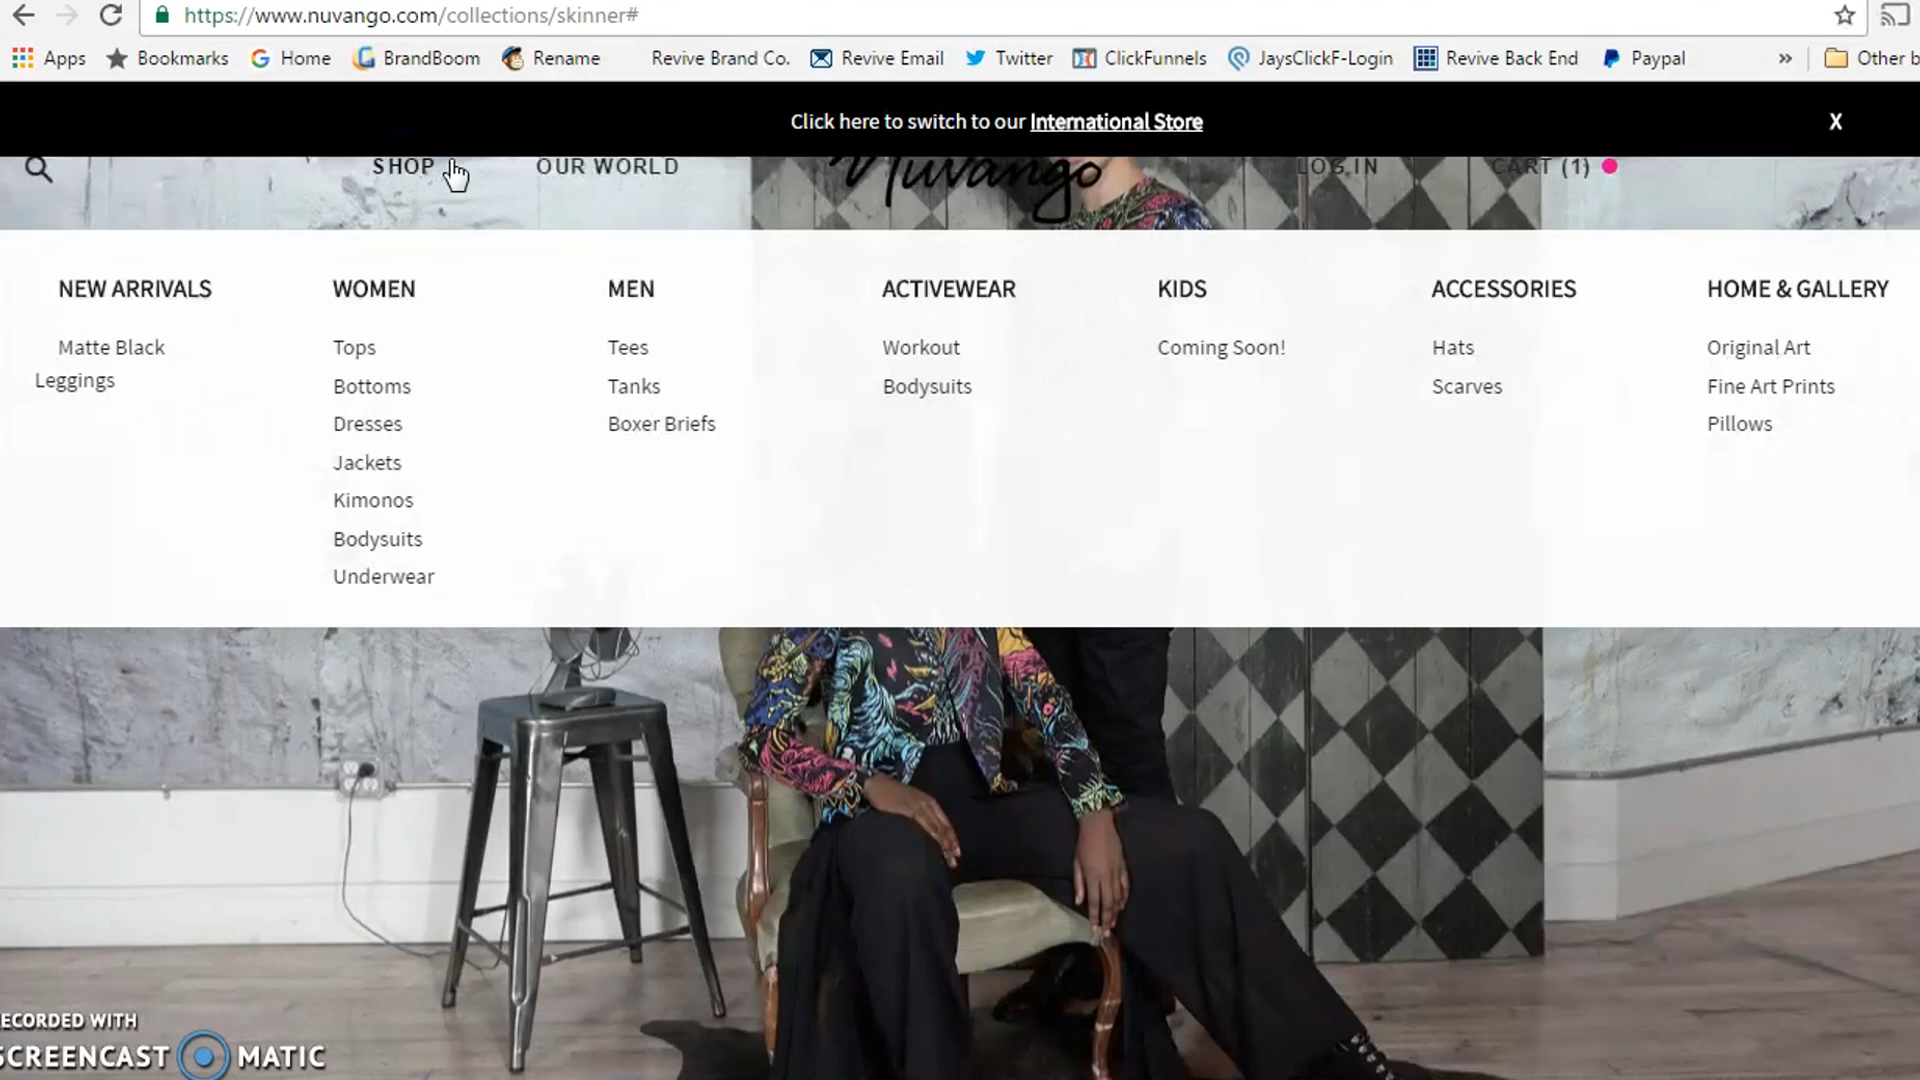 https://www.nuvango.com/collections/skinner#
Apps Bookmarks Home BrandBoom Rename Revive Brand Co. Revive Email Twitter ClickFunnels JaysClickF-Login Revive Back End Paypal » Other b
Click here to switch to our International Store X
SHOP OUR WORLD Nuvango LOG IN CART (1)
NEW ARRIVALS
Matte Black
Leggings
WOMEN
Tops
Bottoms
Dresses
Jackets
Kimonos
Bodysuits
Underwear
MEN
Tees
Tanks
Boxer Briefs
ACTIVEWEAR
Workout
Bodysuits
KIDS
Coming Soon!
ACCESSORIES
Hats
Scarves
HOME & GALLERY
Original Art
Fine Art Prints
Pillows
ECORDED WITH
SCREENCAST MATIC